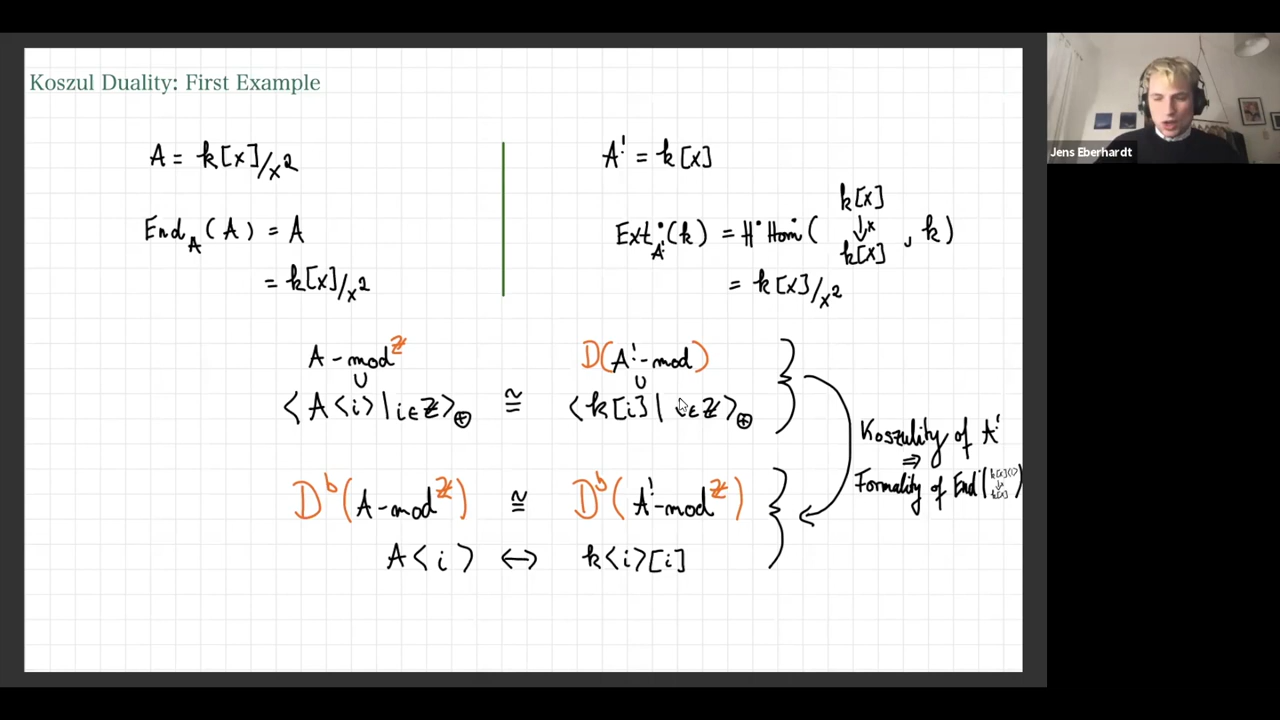 Koszul Duality: First Example
A = k[x]/x²
A! = k[x]
End_A(A) = A
= k[x]/x²
Ext•_A!(k) = H•Hom•( k[x] ↓x k[x] , k)
= k[x]/x²
A-mod^ℤ
D(A!-mod)
∪
∪
⟨A⟨i⟩ | i∈ℤ⟩_⊕ ≅ ⟨k[i] | i∈ℤ⟩_⊕
Koszulity of A!
⇒
Formality of End•( k[x]⟨1⟩ ↓ k[x] )
D^b(A-mod^ℤ) ≅ D^b(A!-mod^ℤ)
A⟨i⟩ ↔ k⟨i⟩[i]
Jens Eberhardt